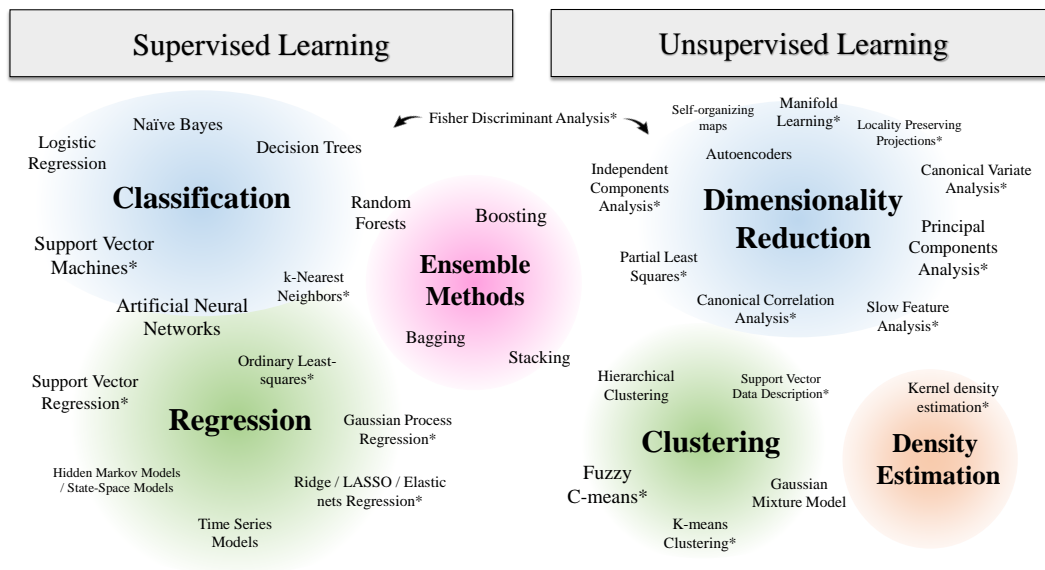 Supervised Learning
Unsupervised Learning
Fisher Discriminant Analysis*
Naïve Bayes
Logistic
Regression
Decision Trees
Classification
Random
Forests
Support Vector
Machines*
k-Nearest
Neighbors*
Artificial Neural
Networks
Boosting
Ensemble
Methods
Bagging
Stacking
Ordinary Least-
squares*
Support Vector
Regression*
Regression
Gaussian Process
Regression*
Hidden Markov Models
/ State-Space Models
Ridge / LASSO / Elastic
nets Regression*
Time Series
Models
Self-organizing
maps
Manifold
Learning*
Locality Preserving
Projections*
Autoencoders
Independent
Components
Analysis*
Canonical Variate
Analysis*
Dimensionality
Reduction
Principal
Components
Analysis*
Partial Least
Squares*
Canonical Correlation
Analysis*
Slow Feature
Analysis*
Hierarchical
Clustering
Support Vector
Data Description*
Clustering
Fuzzy
C-means*
Gaussian
Mixture Model
K-means
Clustering*
Kernel density
estimation*
Density
Estimation